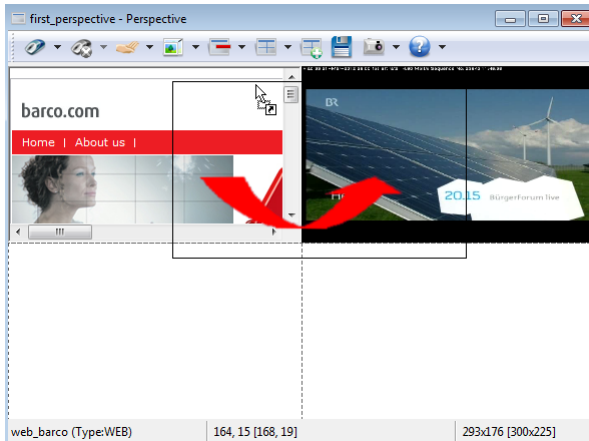 first_perspective - Perspective
barco.com
Home | About us |
BR
20.15 BürgerForum live
web_barco (Type:WEB)
164, 15 [168, 19]
293x176 [300x225]